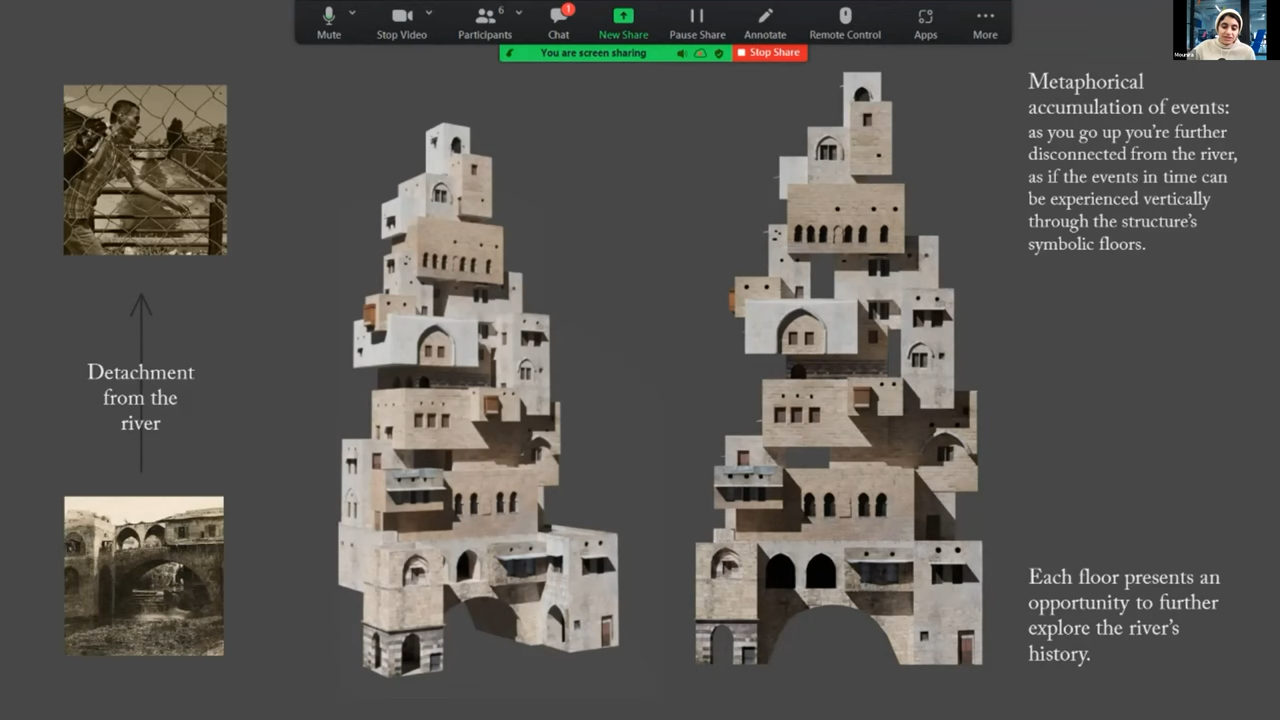 6
1
Mute
Stop Video
Participants
Chat
New Share
Pause Share
Annotate
Remote Control
Apps
More
You are screen sharing
Stop Share
Metaphorical
accumulation of events:
as you go up you're further
disconnected from the river,
as if the events in time can
be experienced vertically
through the structure's
symbolic floors.
Detachment
from the
river
Each floor presents an
opportunity to further
explore the river's
history.